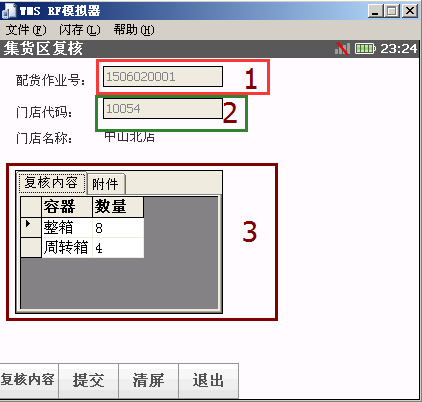 WMS RF模拟器
文件(F) 闪存(L) 帮助(H)
集货区复核 23:24
配货作业号: 1506020001 1
门店代码: 10054 2
门店名称: 中山北店
复核内容 附件
容器 数量
整箱 8
周转箱 4
3
复核内容 提交 清屏 退出